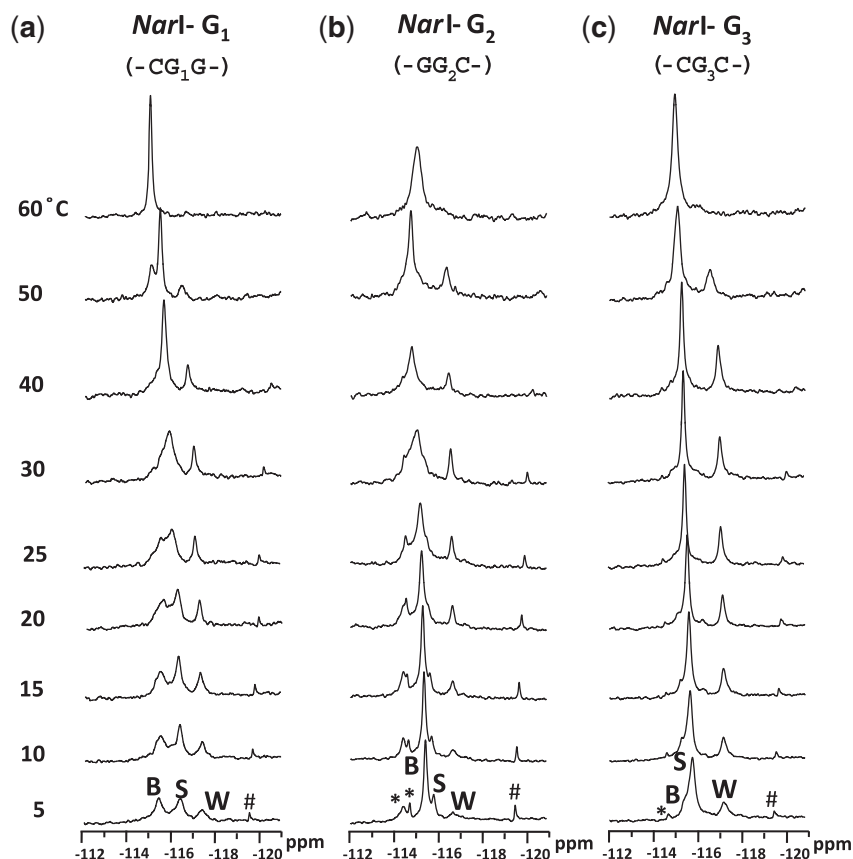 (a) NarI- G1 (b) NarI- G2 (c) NarI- G3
(-CG1G-) (-GG2C-) (-CG3C-)
60˚C
50
40
30
25
20
15
10
5
B S W #
* * B S W #
* B S W #
-112 -114 -116 -118 -120 ppm -112 -114 -116 -118 -120 ppm -112 -114 -116 -118 -120 ppm